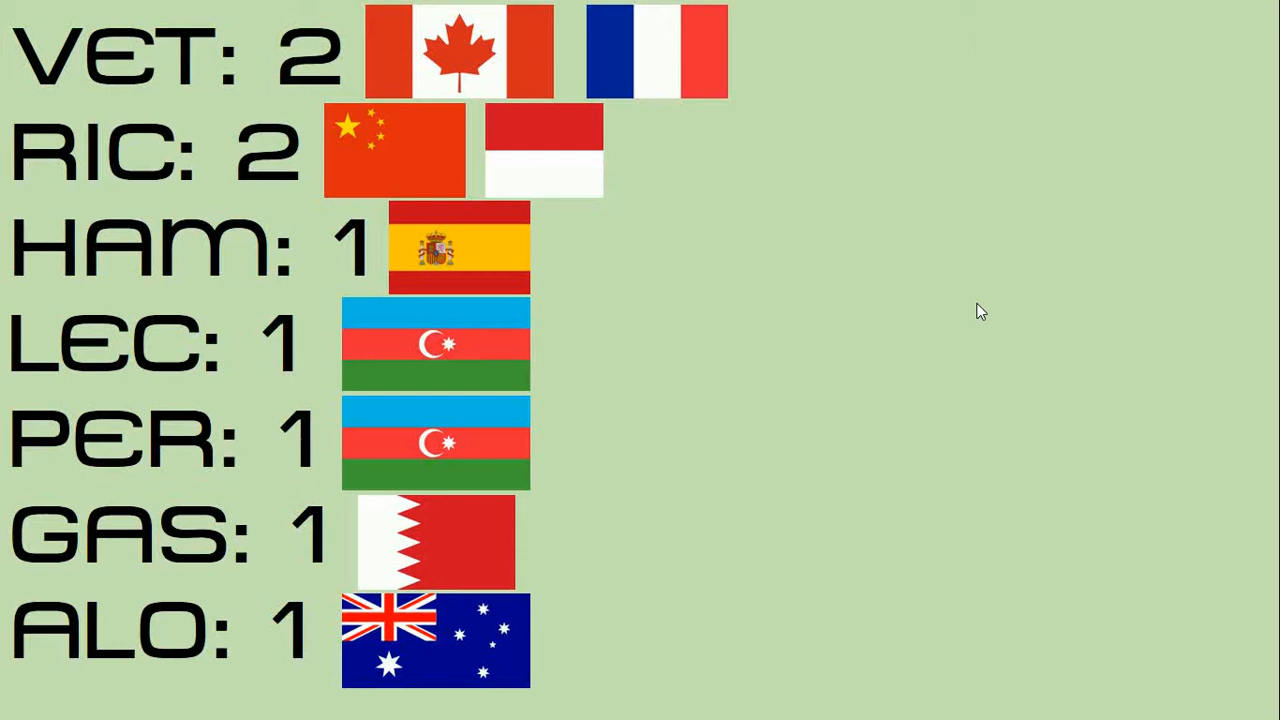 VET: 2
RIC: 2
HAM: 1
LEC: 1
PER: 1
GAS: 1
ALO: 1